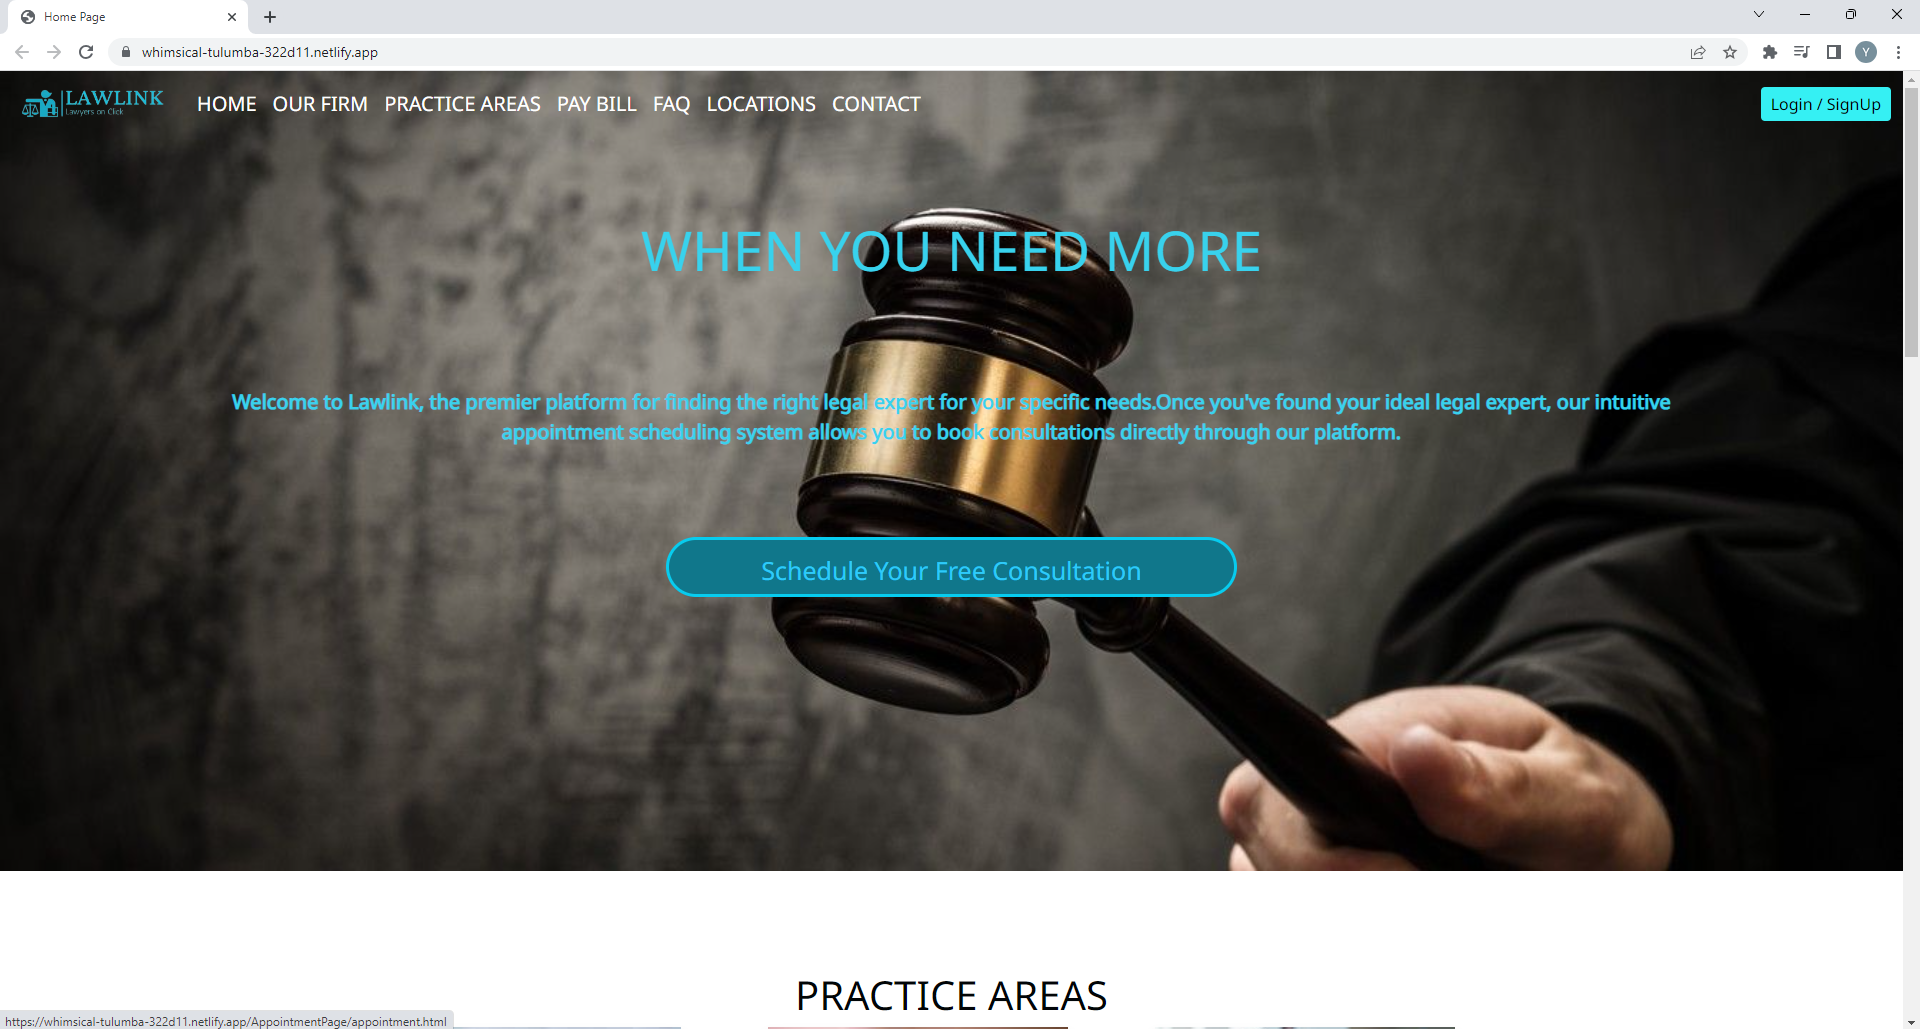 Home Page
whimsical-tulumba-322d11.netlify.app
Y
LAWLINK
Lawyers on Click
HOME OUR FIRM PRACTICE AREAS PAY BILL FAQ LOCATIONS CONTACT
Login / SignUp
WHEN YOU NEED MORE
Welcome to Lawlink, the premier platform for finding the right legal expert for your specific needs.Once you've found your ideal legal expert, our intuitive
appointment scheduling system allows you to book consultations directly through our platform.
Schedule Your Free Consultation
PRACTICE AREAS
https://whimsical-tulumba-322d11.netlify.app/AppointmentPage/appointment.html